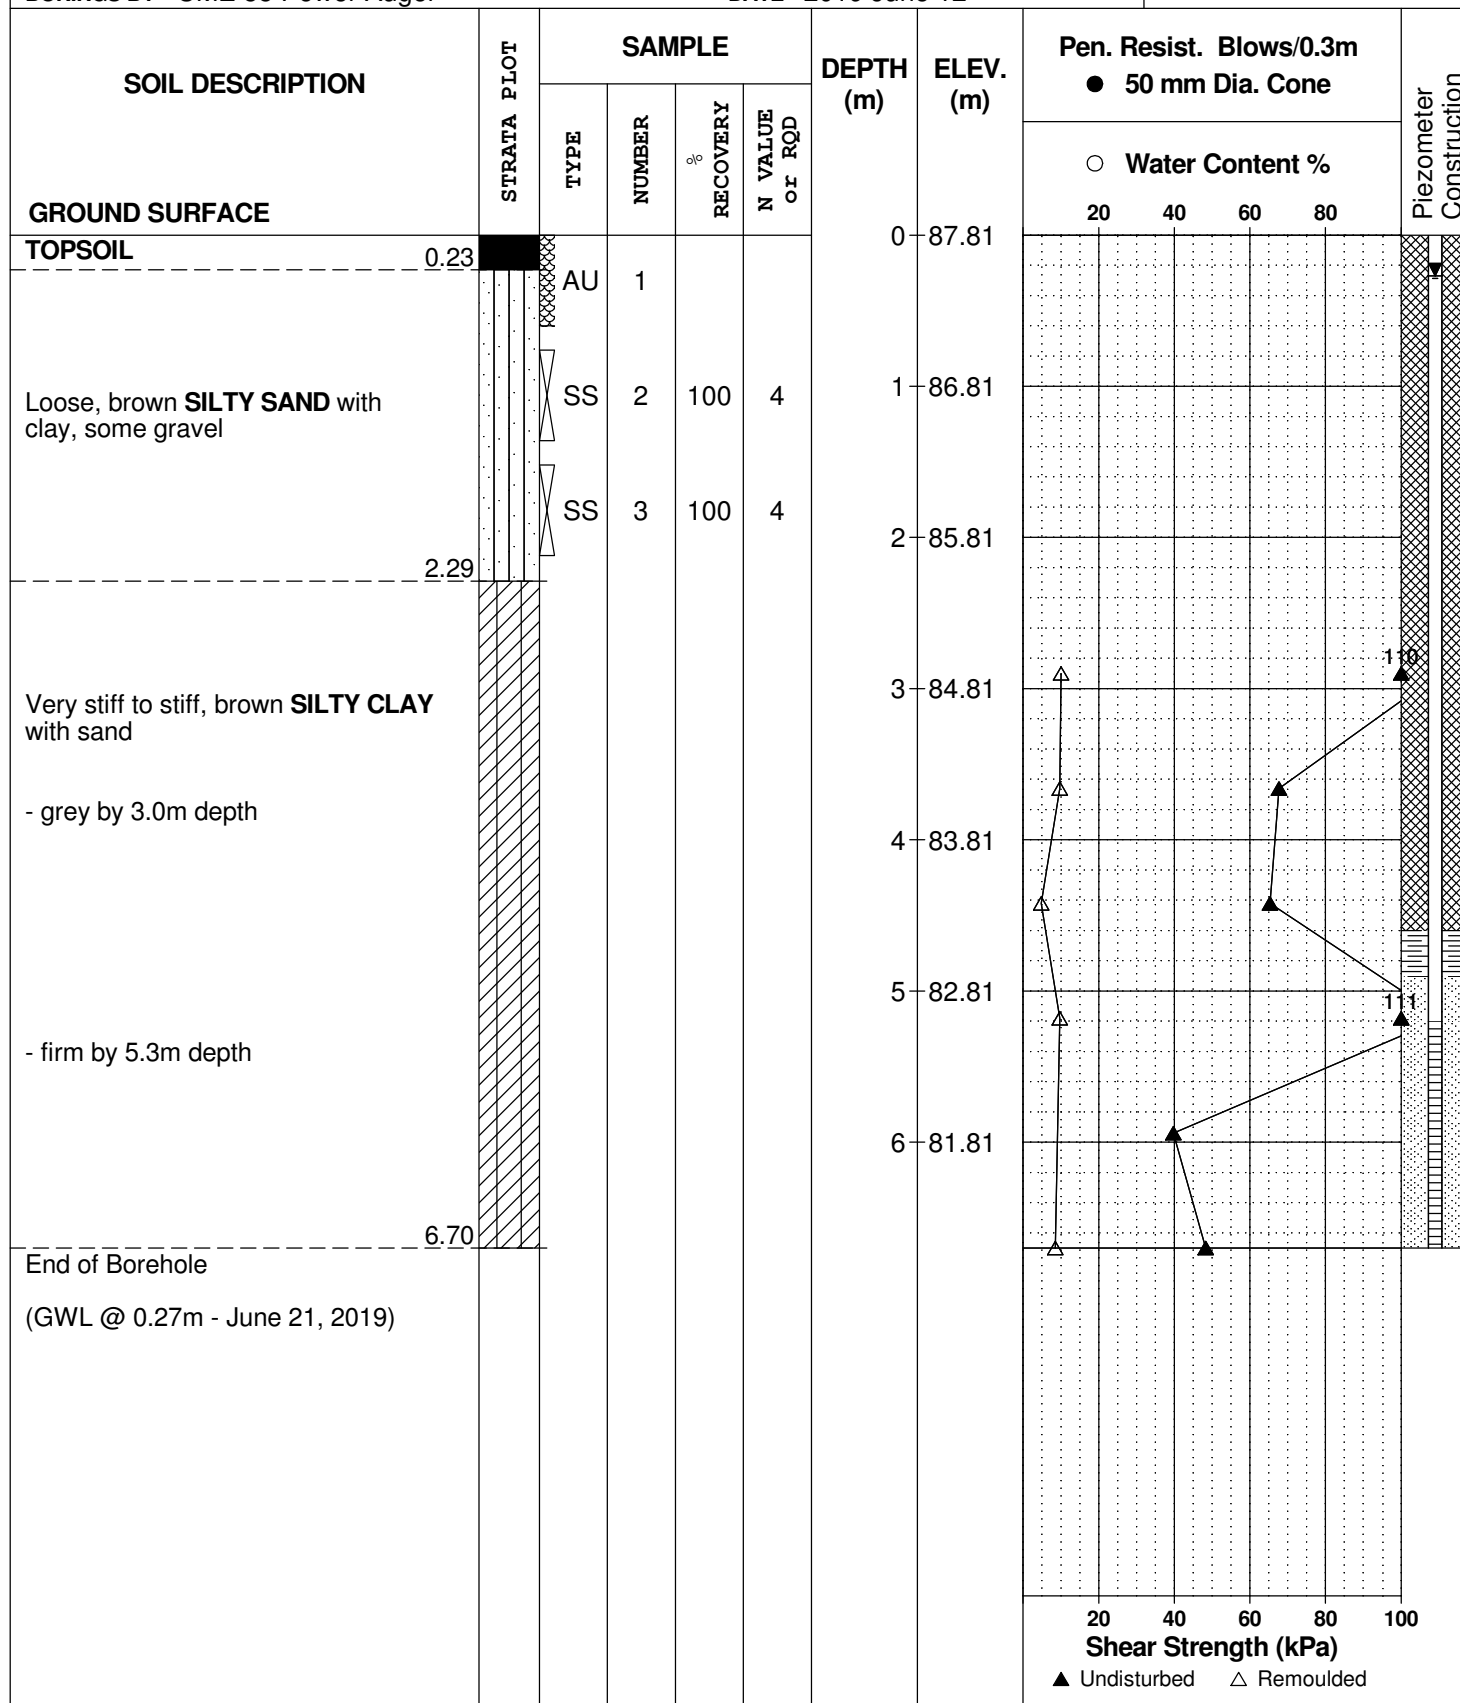 SOIL DESCRIPTION
GROUND SURFACE
STRATA PLOT
SAMPLE
TYPE
NUMBER
% RECOVERY
N VALUE or RQD
DEPTH (m)
ELEV. (m)
Pen. Resist. Blows/0.3m
● 50 mm Dia. Cone
○ Water Content %
20 40 60 80
Piezometer Construction
TOPSOIL
0.23
AU 1
0 87.81
Loose, brown SILTY SAND with
clay, some gravel
SS 2 100 4
1 86.81
SS 3 100 4
2 85.81
2.29
110
3 84.81
Very stiff to stiff, brown SILTY CLAY
with sand
- grey by 3.0m depth
4 83.81
5 82.81
111
- firm by 5.3m depth
6 81.81
6.70
End of Borehole
(GWL @ 0.27m - June 21, 2019)
20 40 60 80 100
Shear Strength (kPa)
▲ Undisturbed △ Remoulded